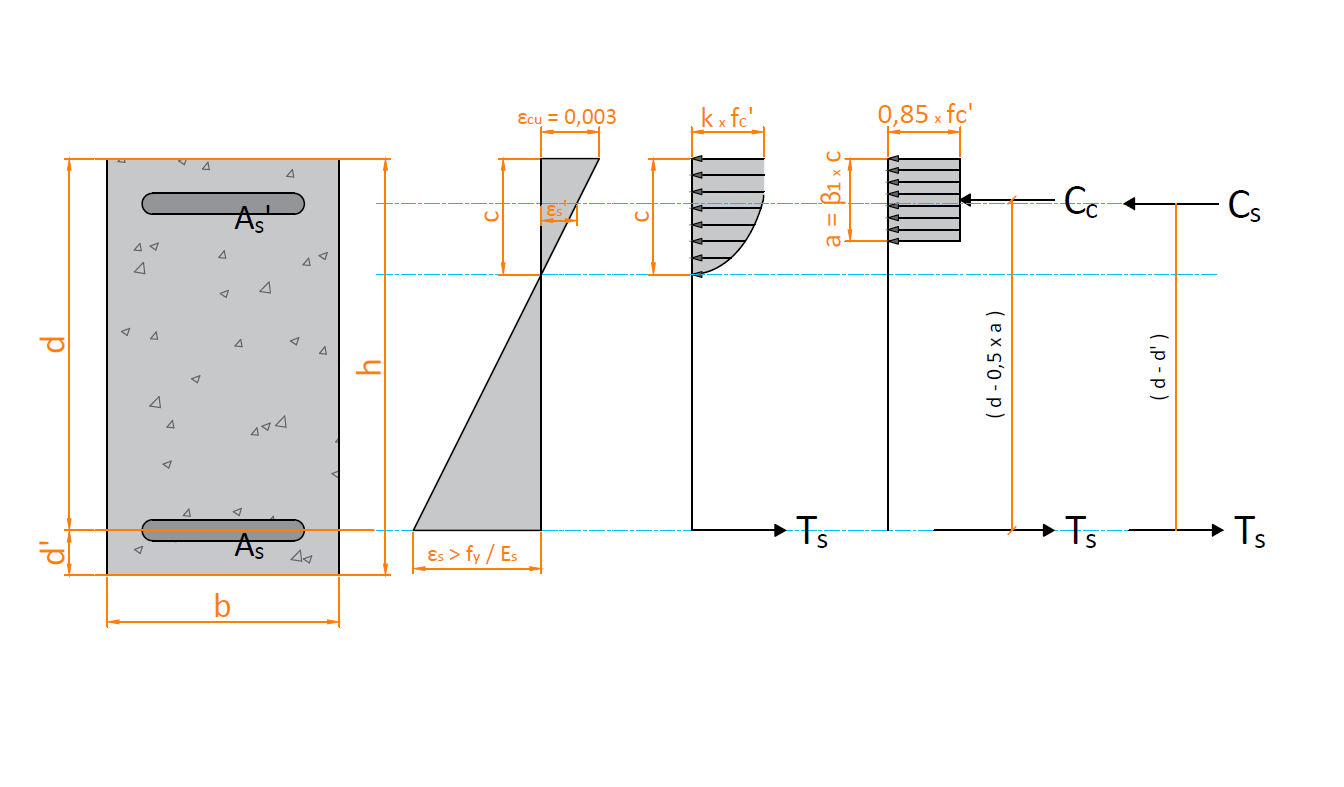 εcu = 0,003
k x fc'
0,85 x fc'
As'
c
εs'
c
a = β1 x c
Cc
Cs
d
h
( d - 0,5 x a )
( d - d' )
As
d'
εs > fy / Es
Ts
Ts
Ts
b